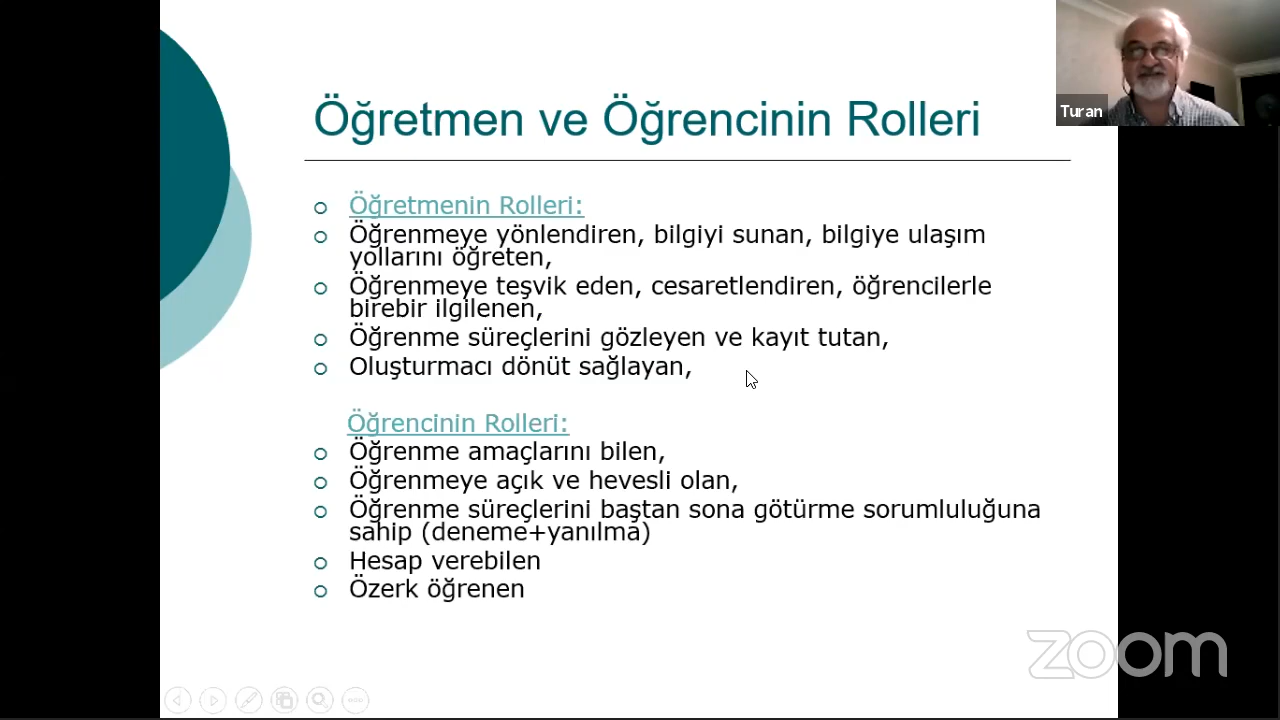 Öğretmen ve Öğrencinin Rolleri
Turan
Öğretmenin Rolleri:
Öğrenmeye yönlendiren, bilgiyi sunan, bilgiye ulaşım
yollarını öğreten,
Öğrenmeye teşvik eden, cesaretlendiren, öğrencilerle
birebir ilgilenen,
Öğrenme süreçlerini gözleyen ve kayıt tutan,
Oluşturmacı dönüt sağlayan,
Öğrencinin Rolleri:
Öğrenme amaçlarını bilen,
Öğrenmeye açık ve hevesli olan,
Öğrenme süreçlerini baştan sona götürme sorumluluğuna
sahip (deneme+yanılma)
Hesap verebilen
Özerk öğrenen
zoom